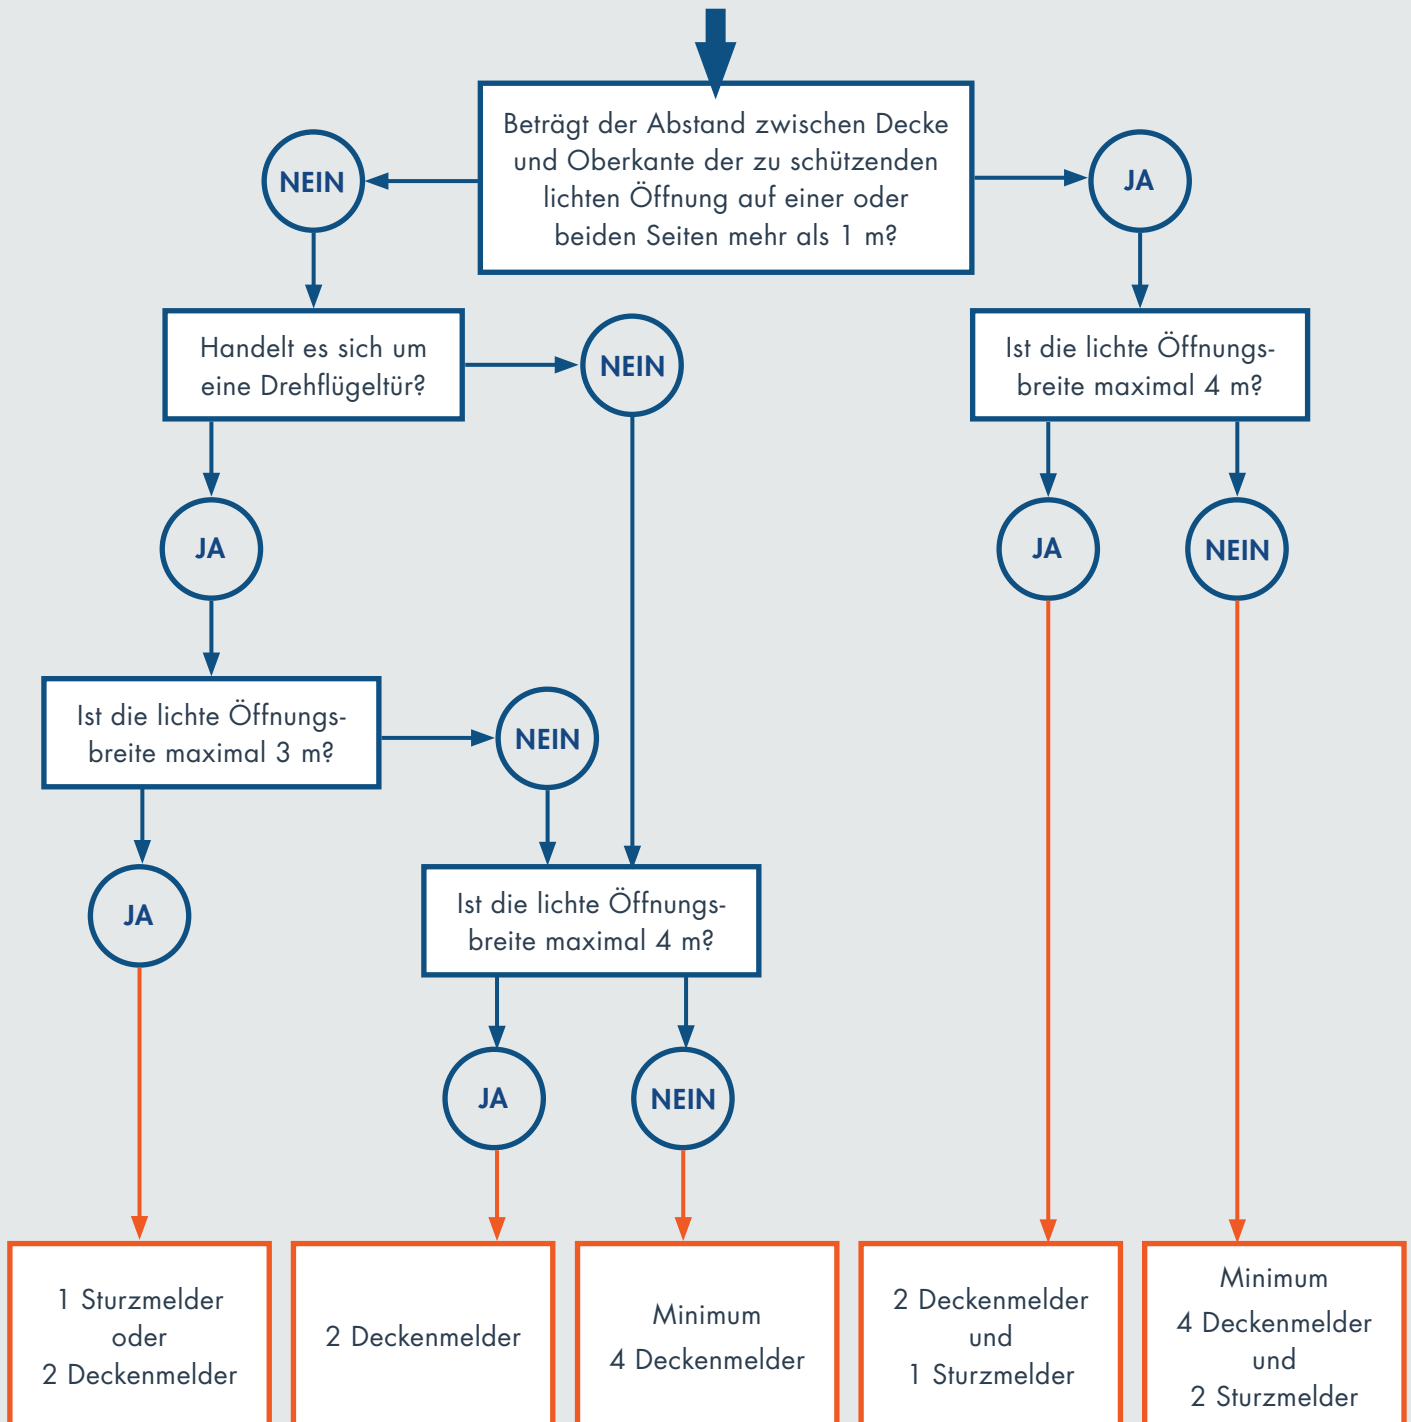 Beträgt der Abstand zwischen Decke
und Oberkante der zu schützenden
lichten Öffnung auf einer oder
beiden Seiten mehr als 1 m?
NEIN
JA
Handelt es sich um
eine Drehflügeltür?
NEIN
Ist die lichte Öffnungs-
breite maximal 4 m?
JA
JA
NEIN
Ist die lichte Öffnungs-
breite maximal 3 m?
NEIN
JA
Ist die lichte Öffnungs-
breite maximal 4 m?
JA
NEIN
1 Sturzmelder
oder
2 Deckenmelder
2 Deckenmelder
Minimum
4 Deckenmelder
2 Deckenmelder
und
1 Sturzmelder
Minimum
4 Deckenmelder
und
2 Sturzmelder